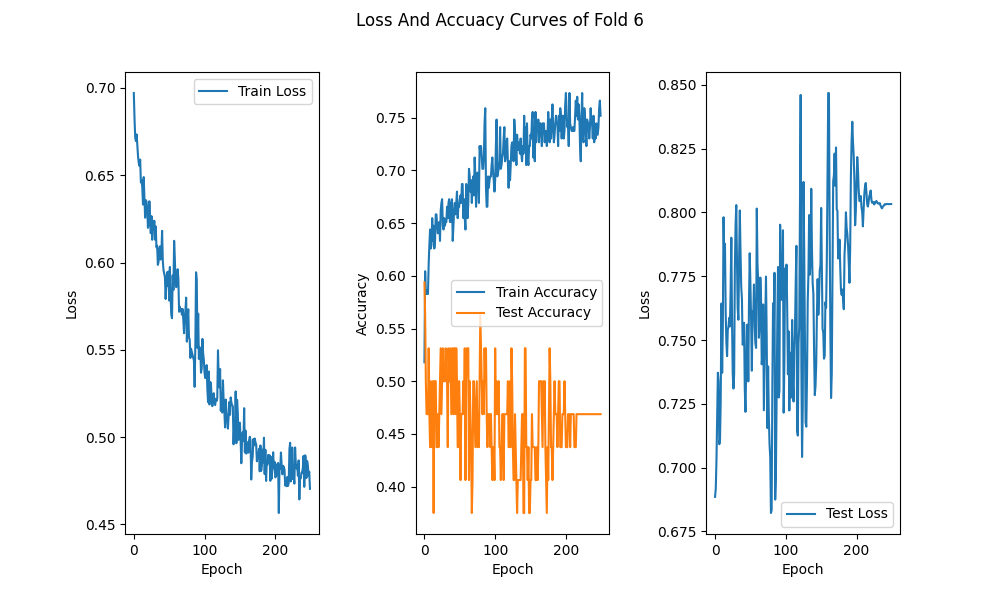 Loss And Accuacy Curves of Fold 6
0.70
0.65
0.60
0.55
0.50
0.45
0
100
200
Loss
Epoch
Train Loss
0.75
0.70
0.65
0.60
0.55
0.50
0.45
0.40
0
100
200
Accuracy
Epoch
Train Accuracy
Test Accuracy
0.850
0.825
0.800
0.775
0.750
0.725
0.700
0.675
0
100
200
Loss
Epoch
Test Loss